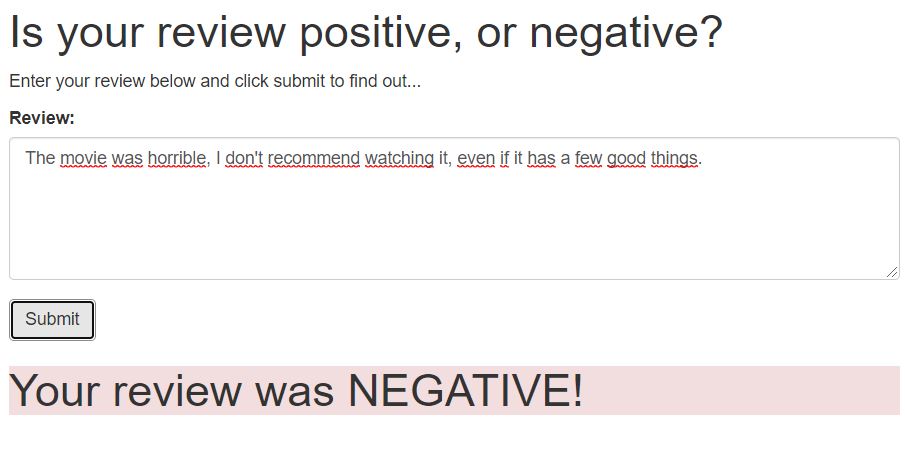 Is your review positive, or negative?
Enter your review below and click submit to find out...
Review:
The movie was horrible, I don't recommend watching it, even if it has a few good things.
Submit
Your review was NEGATIVE!